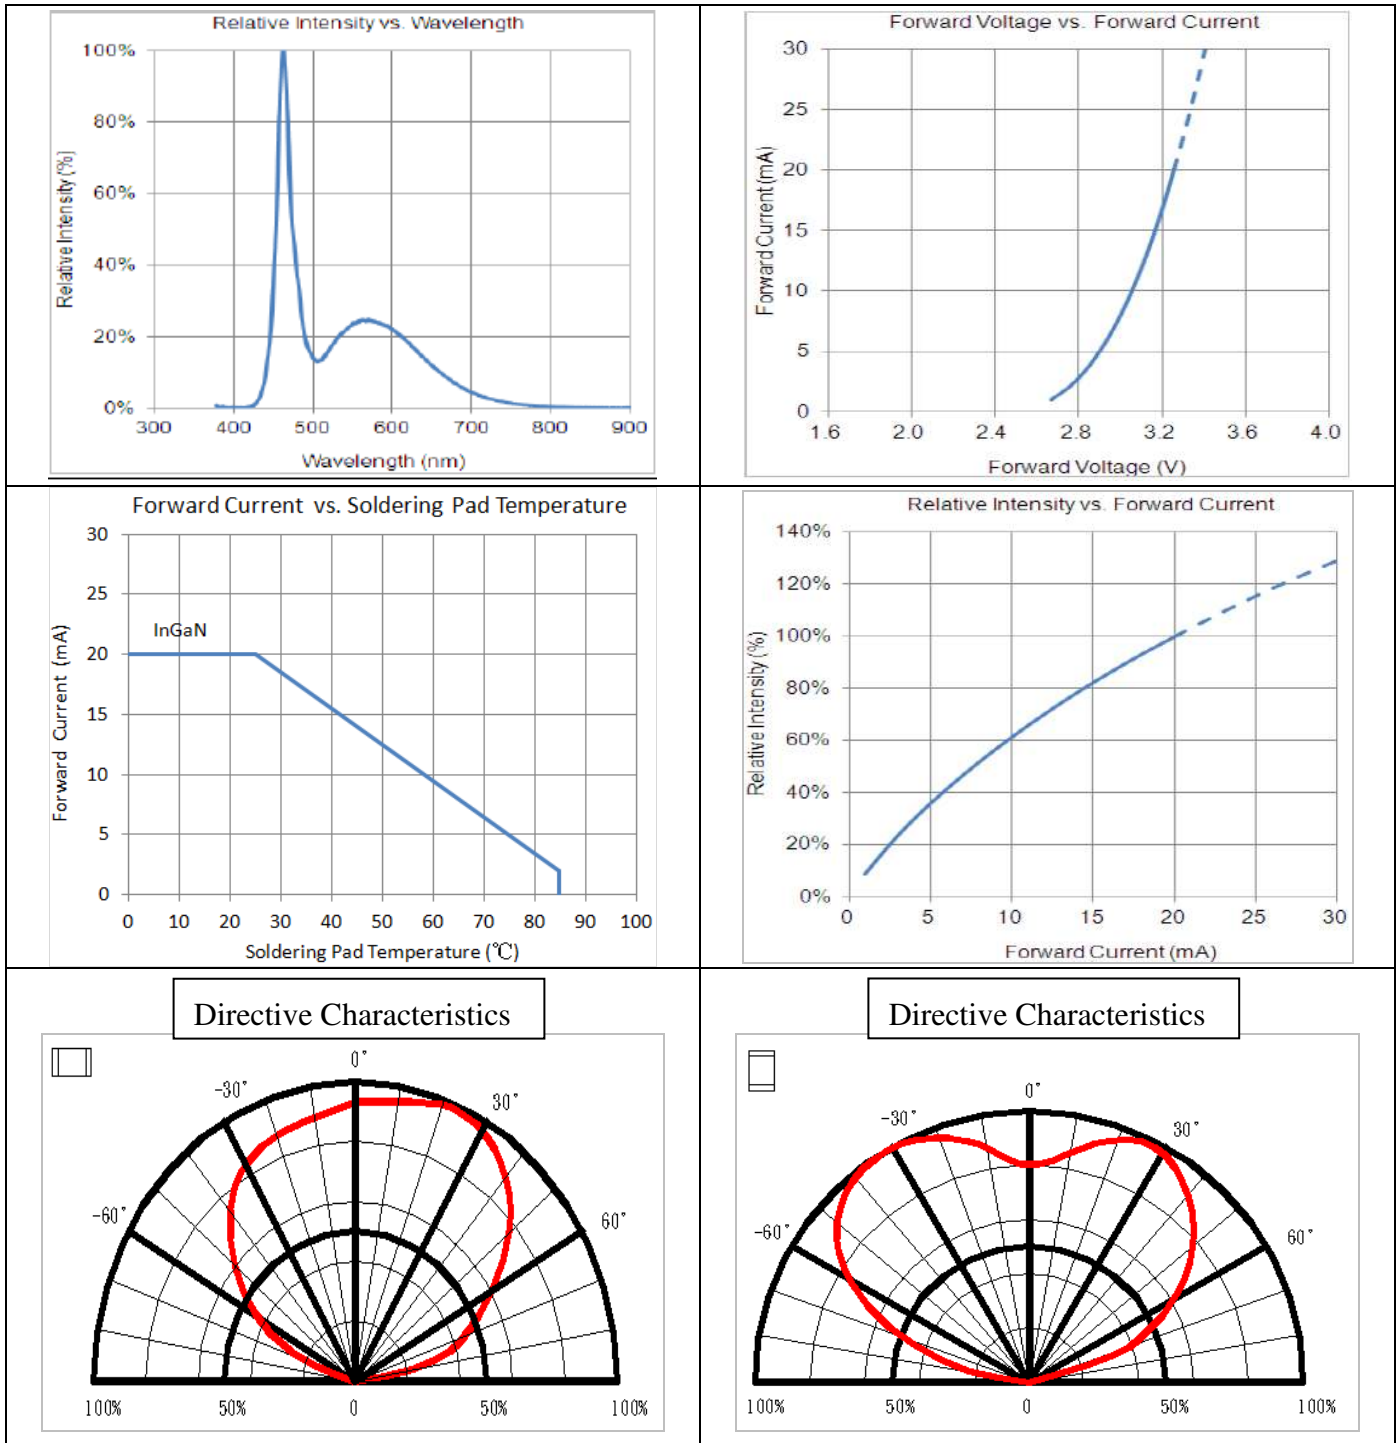 Relative Intensity vs. Wavelength
100%
80%
60%
40%
20%
0%
Relative Intensity (%)
300 400 500 600 700 800 900
Wavelength (nm)
Forward Voltage vs. Forward Current
30
25
20
15
10
5
0
Forward Current (mA)
1.6 2.0 2.4 2.8 3.2 3.6 4.0
Forward Voltage (V)
Forward Current vs. Soldering Pad Temperature
30
25
20
15
10
5
0
Forward Current (mA)
InGaN
0 10 20 30 40 50 60 70 80 90 100
Soldering Pad Temperature (℃)
Relative Intensity vs. Forward Current
140%
120%
100%
80%
60%
40%
20%
0%
Relative Intensity (%)
0 5 10 15 20 25 30
Forward Current (mA)
Directive Characteristics
0°
-30° 30°
-60° 60°
100% 50% 0 50% 100%
Directive Characteristics
0°
-30° 30°
-60° 60°
100% 50% 0 50% 100%